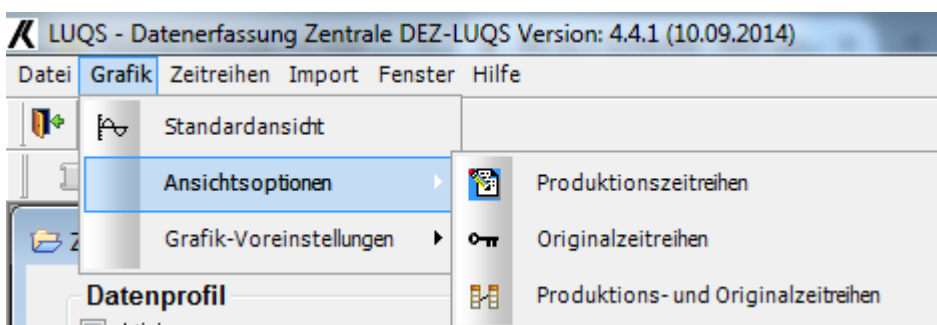 LUQS - Datenerfassung Zentrale DEZ-LUQS Version: 4.4.1 (10.09.2014)
Datei Grafik Zeitreihen Import Fenster Hilfe
Standardansicht
Ansichtsoptionen
Produktionszeitreihen
Grafik-Voreinstellungen
Originalzeitreihen
Datenprofil
Produktions- und Originalzeitreihen